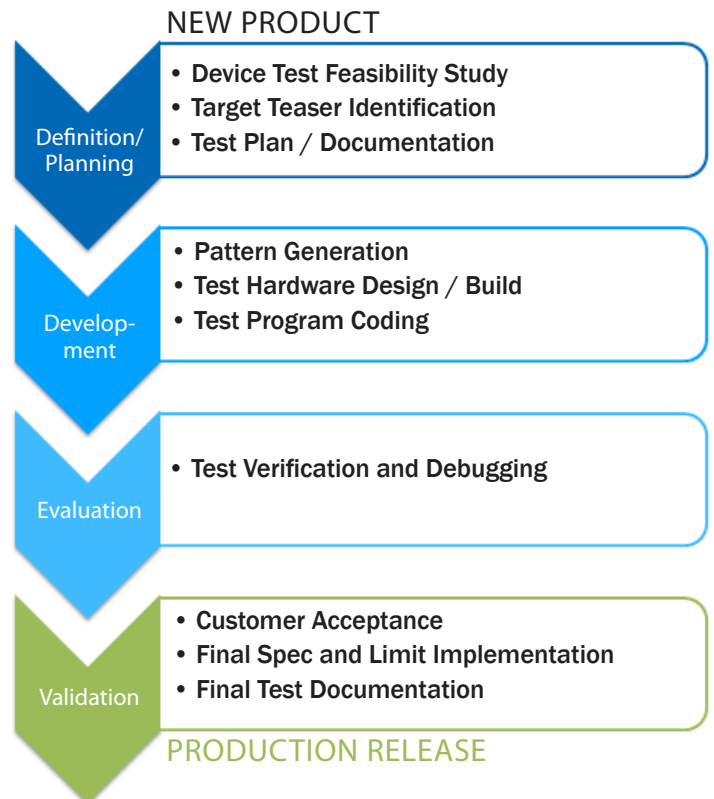 NEW PRODUCT
Definition/
Planning
• Device Test Feasibility Study
• Target Teaser Identification
• Test Plan / Documentation
Develop-
ment
• Pattern Generation
• Test Hardware Design / Build
• Test Program Coding
Evaluation
• Test Verification and Debugging
Validation
• Customer Acceptance
• Final Spec and Limit Implementation
• Final Test Documentation
PRODUCTION RELEASE